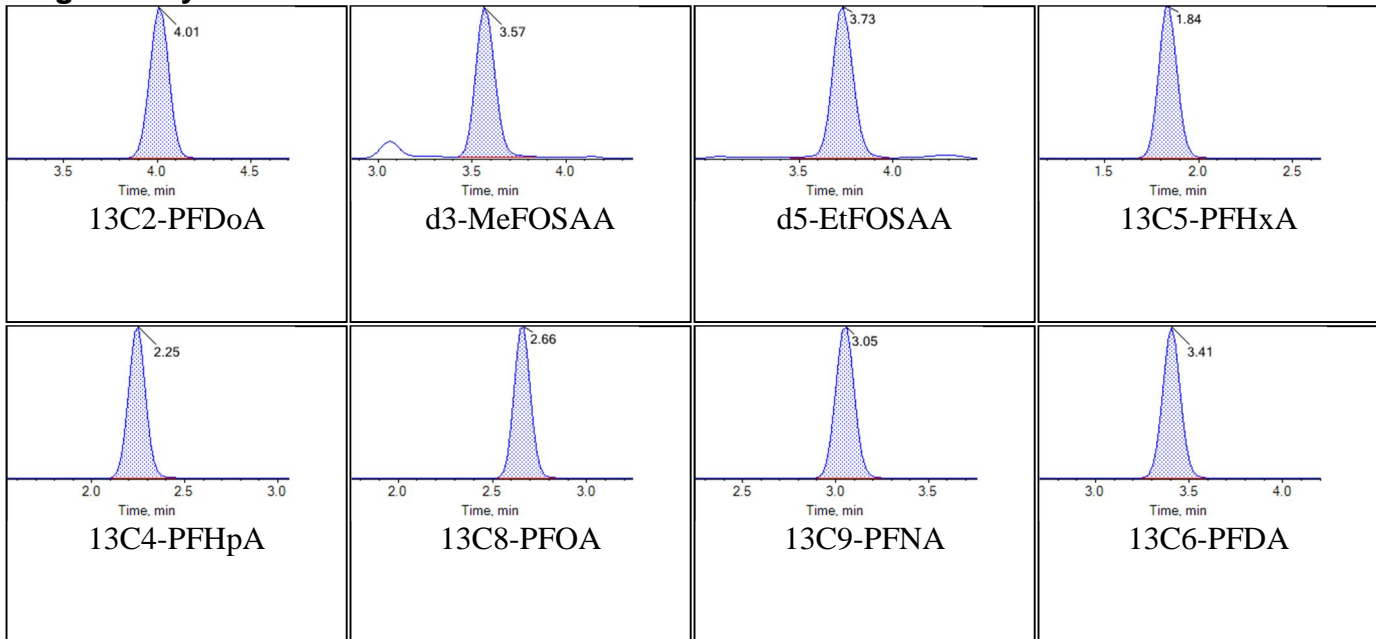 4.01
3.5 4.0 4.5
Time, min
13C2-PFDoA
3.57
3.0 3.5 4.0
Time, min
d3-MeFOSAA
3.73
3.5 4.0
Time, min
d5-EtFOSAA
1.84
1.5 2.0 2.5
Time, min
13C5-PFHxA
2.25
2.0 2.5 3.0
Time, min
13C4-PFHpA
2.66
2.0 2.5 3.0
Time, min
13C8-PFOA
3.05
2.5 3.0 3.5
Time, min
13C9-PFNA
3.41
3.0 3.5 4.0
Time, min
13C6-PFDA